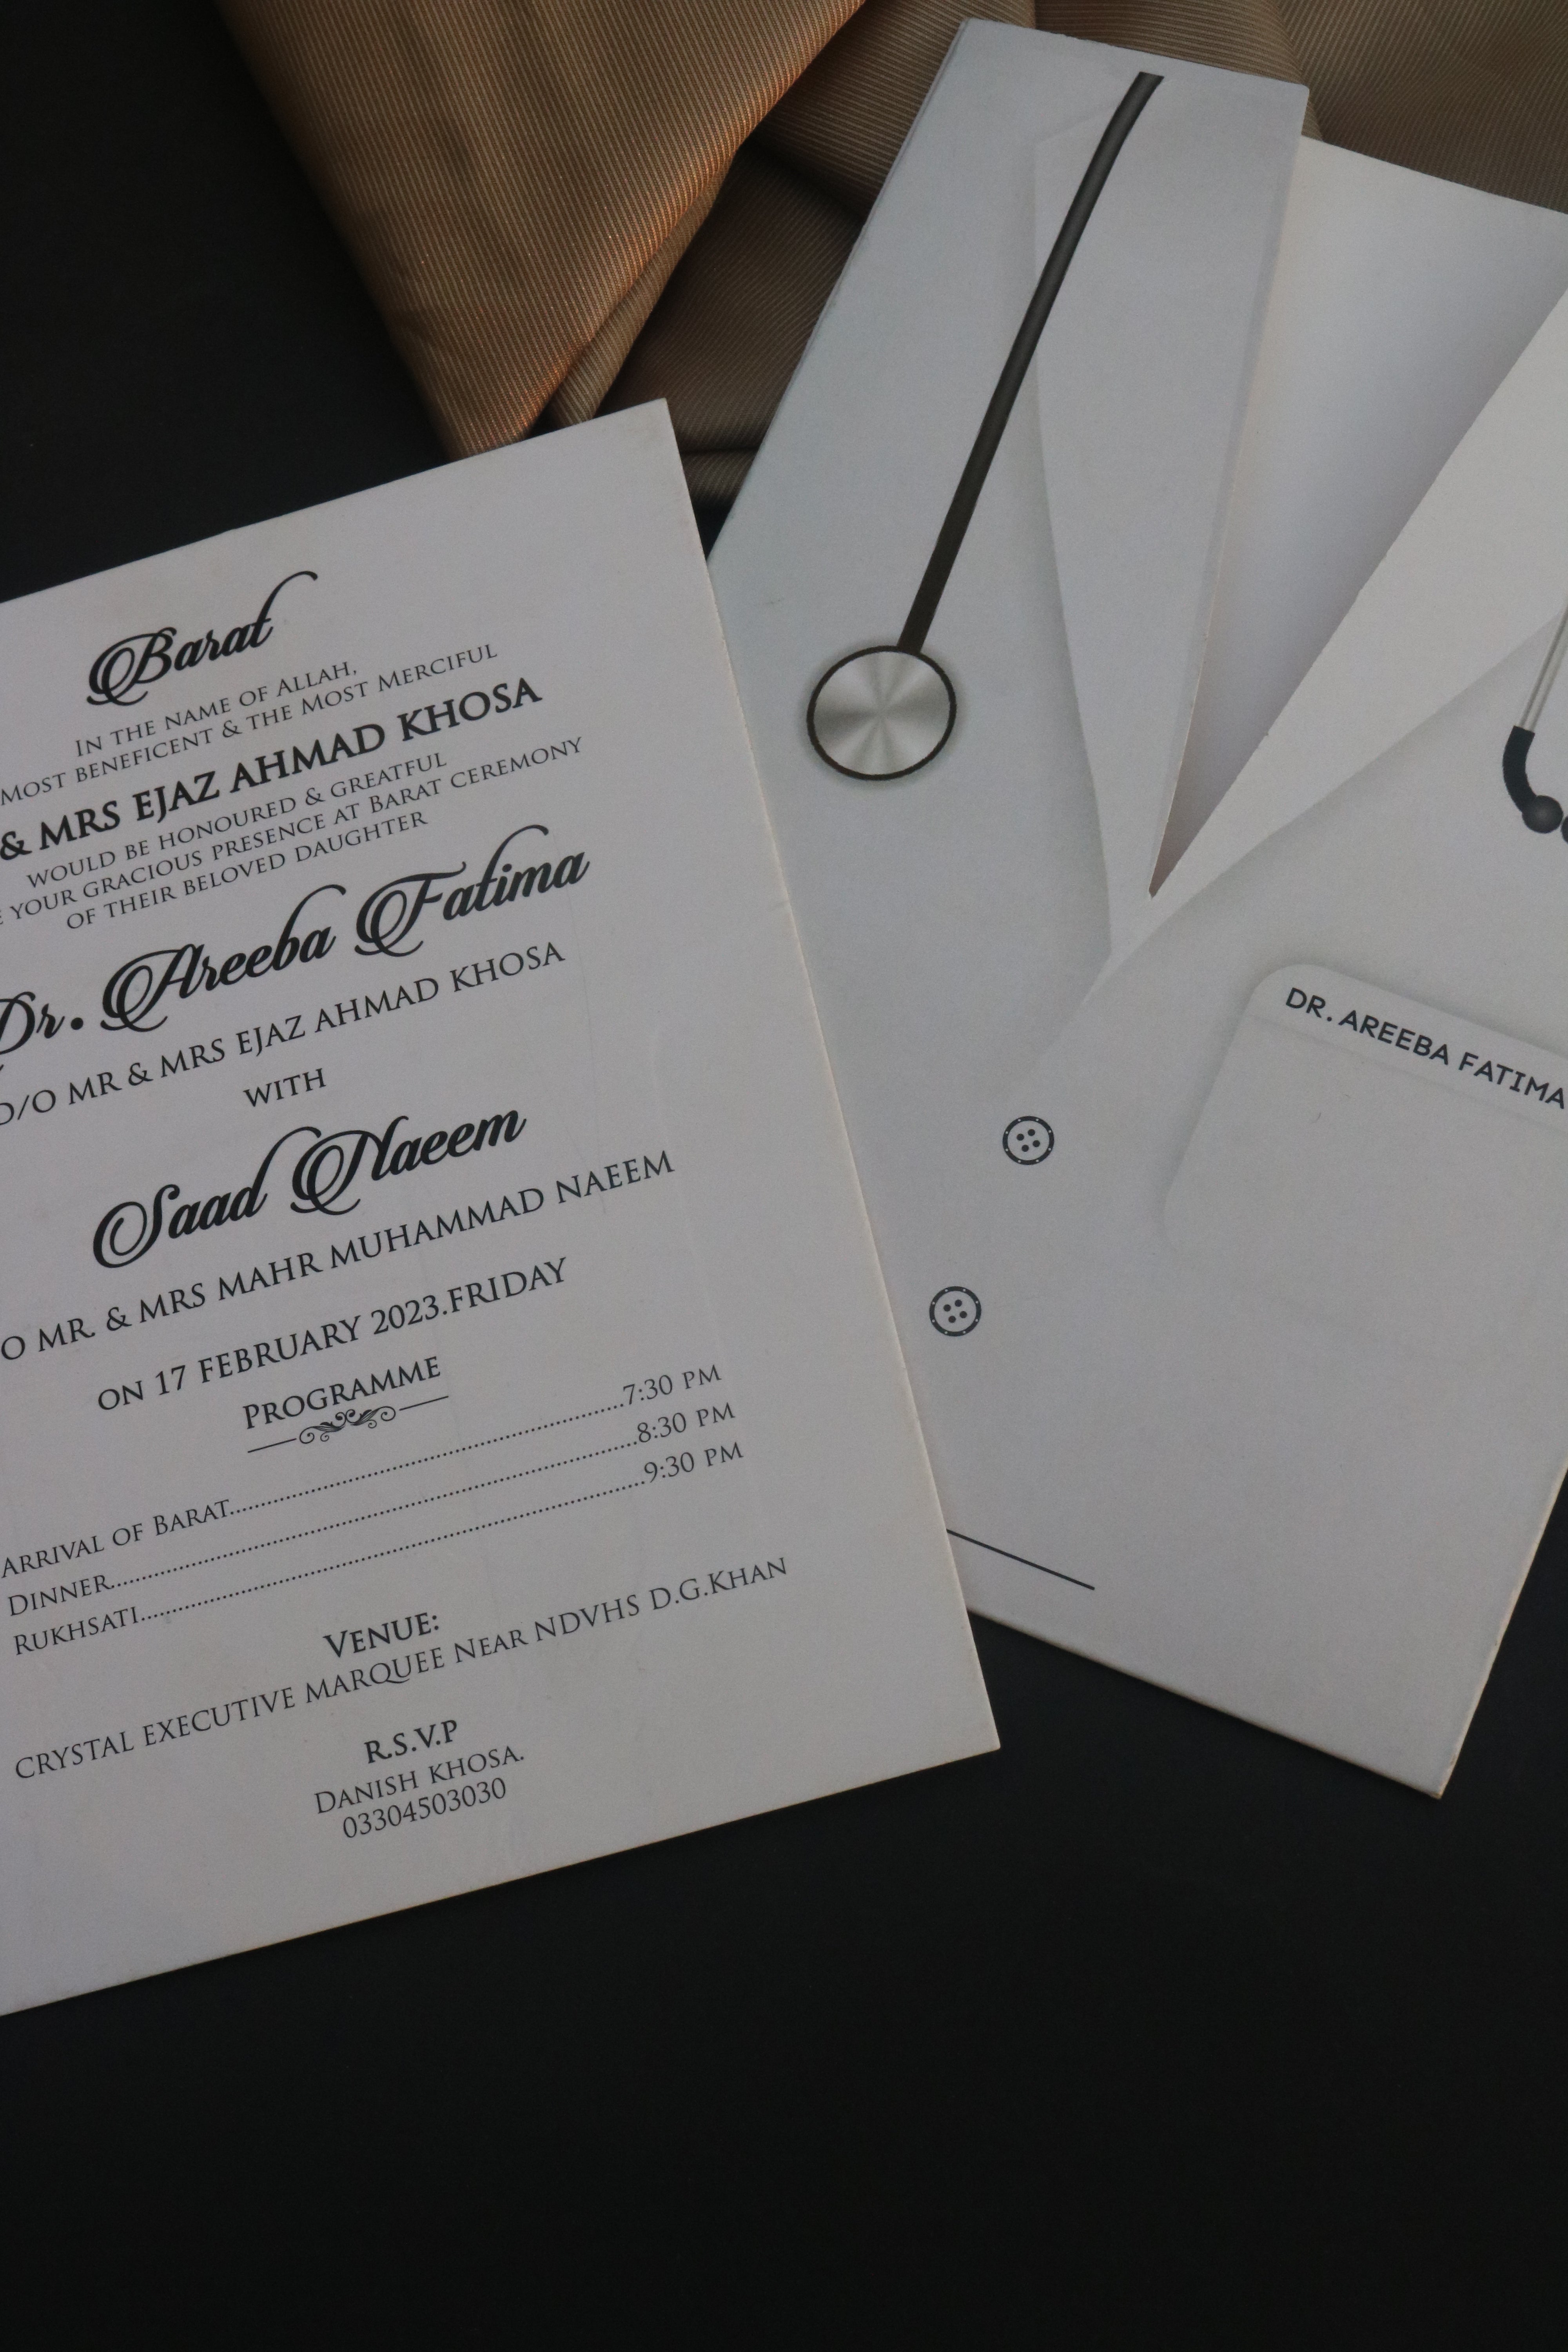 Barat
IN THE NAME OF ALLAH,
MOST BENEFICENT & THE MOST MERCIFUL
& MRS EJAZ AHMAD KHOSA
WOULD BE HONOURED & GREATFUL
YOUR GRACIOUS PRESENCE AT BARAT CEREMONY
OF THEIR BELOVED DAUGHTER
Dr. Areeba Fatima
D/O MR & MRS EJAZ AHMAD KHOSA
WITH
Saad Naeem
O MR. & MRS MAHR MUHAMMAD NAEEM
ON 17 FEBRUARY 2023.FRIDAY
PROGRAMME
ARRIVAL OF BARAT......7:30 PM
DINNER......8:30 PM
RUKHSATI......9:30 PM
VENUE:
CRYSTAL EXECUTIVE MARQUEE NEAR NDVHS D.G.KHAN
R.S.V.P
DANISH KHOSA.
03304503030
DR. AREEBA FATIMA